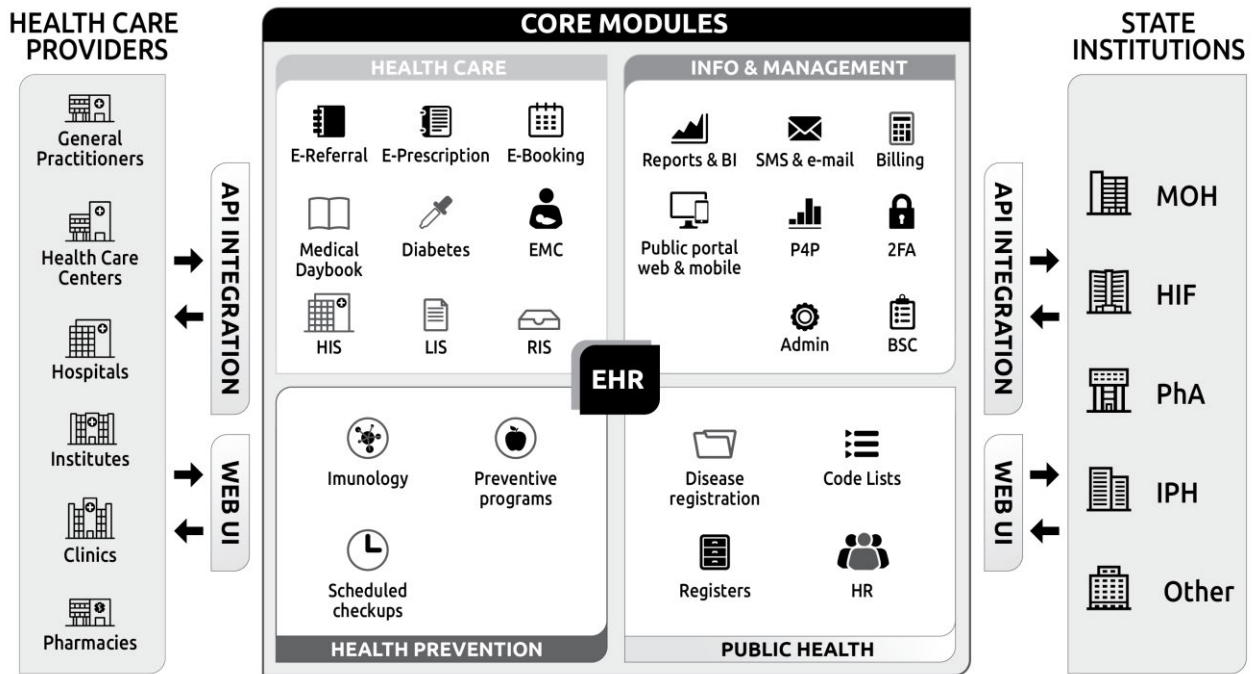 HEALTH CARE
PROVIDERS
General
Practitioners
Health Care
Centers
Hospitals
Institutes
Clinics
Pharmacies
API INTEGRATION
WEB UI
CORE MODULES
HEALTH CARE
E-Referral E-Prescription E-Booking
Medical
Daybook
Diabetes
EMC
HIS
LIS
RIS
INFO & MANAGEMENT
Reports & BI
SMS & e-mail
Billing
Public portal
web & mobile
P4P
2FA
Admin
BSC
EHR
Imunology
Preventive
programs
Scheduled
checkups
HEALTH PREVENTION
Disease
registration
Code Lists
Registers
HR
PUBLIC HEALTH
API INTEGRATION
WEB UI
STATE
INSTITUTIONS
MOH
HIF
PhA
IPH
Other